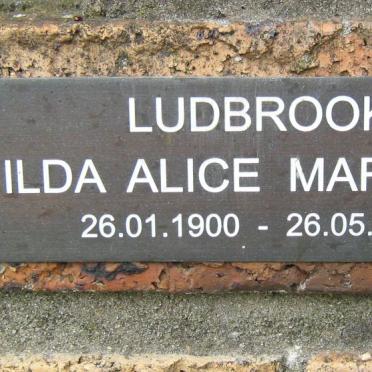 LUDBROOK
ILDA ALICE MAR
26.01.1900 - 26.05.